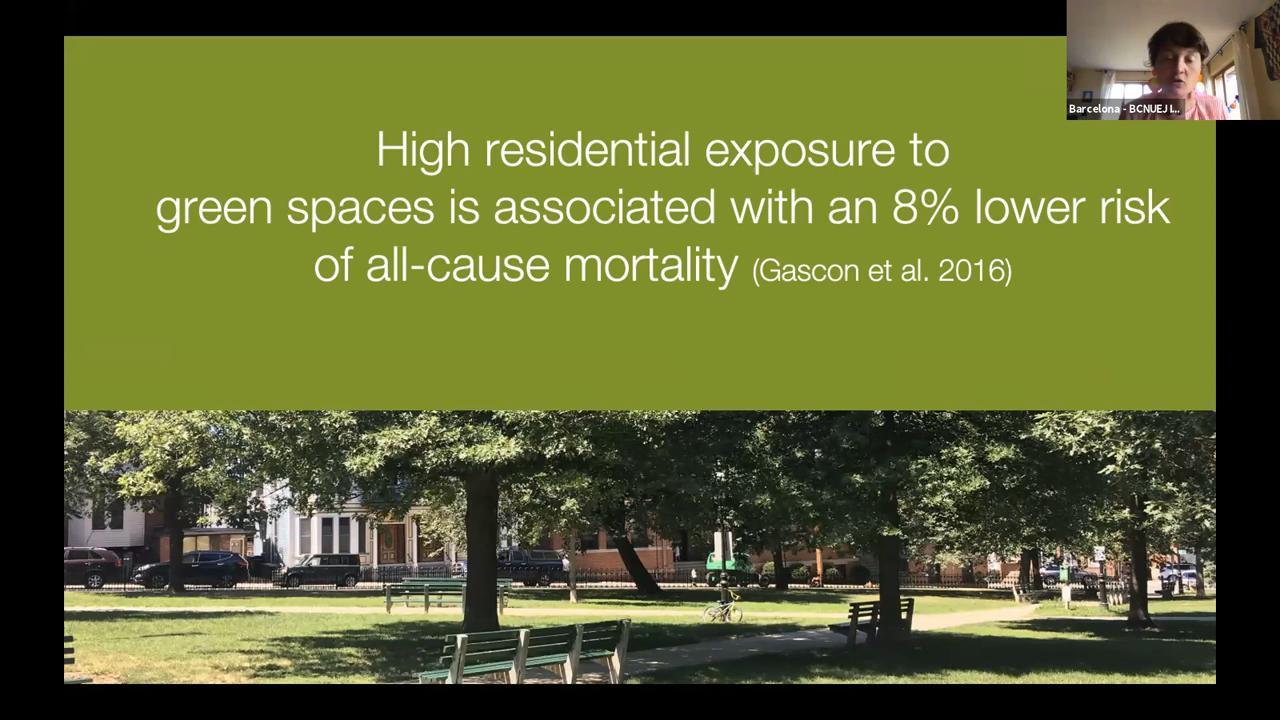 High residential exposure to
green spaces is associated with an 8% lower risk
of all-cause mortality (Gascon et al. 2016)
Barcelona - BCNUEJ I...